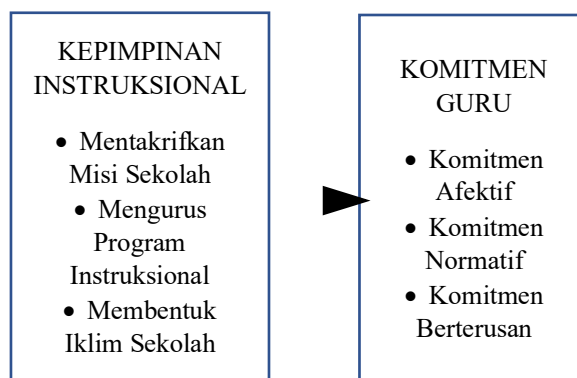 KEPIMPINAN
INSTRUKSIONAL
• Mentakrifkan
Misi Sekolah
• Mengurus
Program
Instruksional
• Membentuk
Iklim Sekolah
KOMITMEN
GURU
• Komitmen
Afektif
• Komitmen
Normatif
• Komitmen
Berterusan